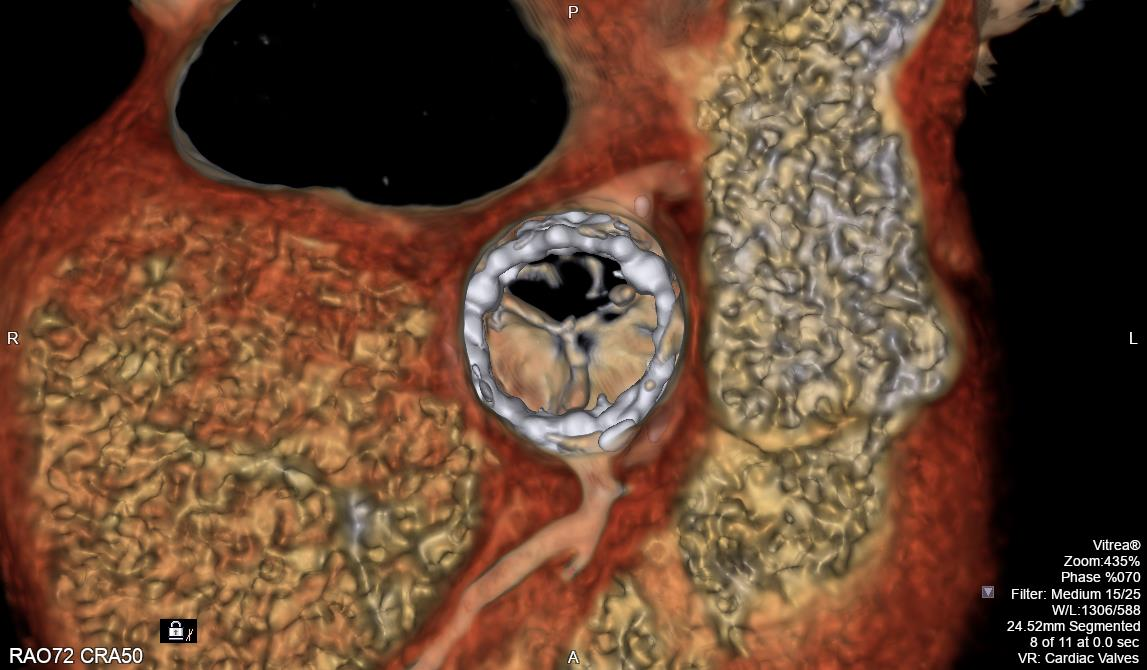 P
R
L
Vitrea®
Zoom:435%
Phase %070
Filter: Medium 15/25
W/L:1306/588
24.52mm Segmented
8 of 11 at 0.0 sec
VR: Cardiac Valves
RAO72 CRA50
A